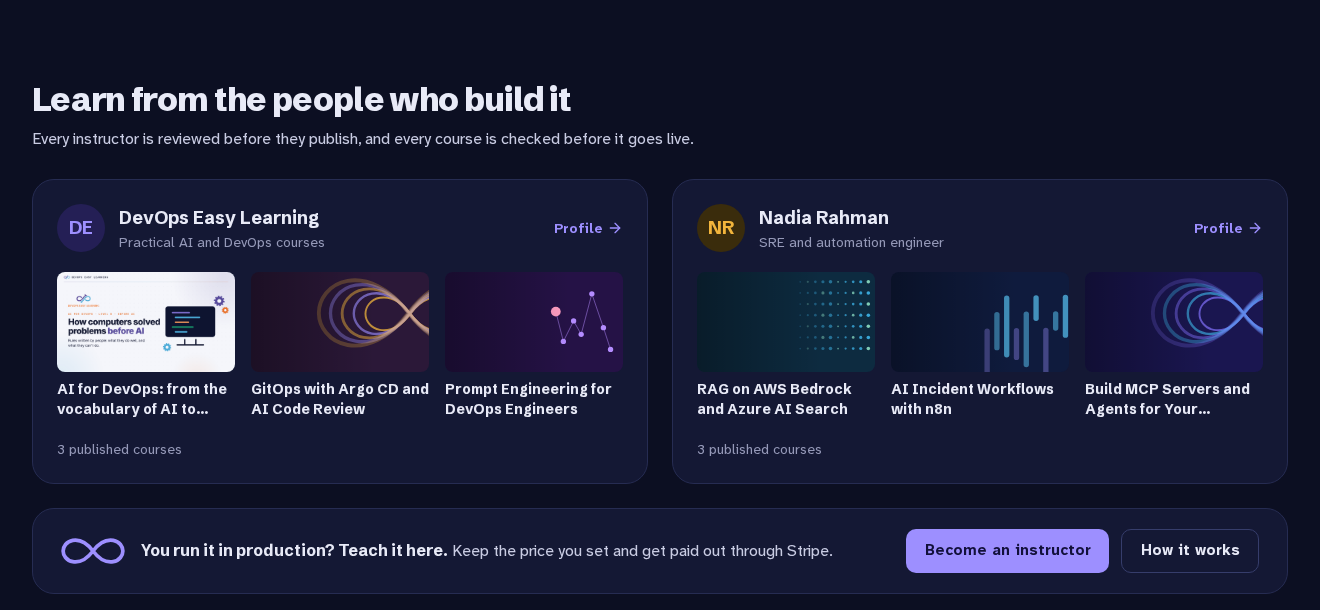 Learn from the people who build it
Every instructor is reviewed before they publish, and every course is checked before it goes live.
DE
DevOps Easy Learning
Practical AI and DevOps courses
Profile →
How computers solved
problems before AI
AI for DevOps: from the
vocabulary of AI to...
GitOps with Argo CD and
AI Code Review
Prompt Engineering for
DevOps Engineers
3 published courses
NR
Nadia Rahman
SRE and automation engineer
Profile →
RAG on AWS Bedrock
and Azure AI Search
AI Incident Workflows
with n8n
Build MCP Servers and
Agents for Your...
3 published courses
You run it in production? Teach it here. Keep the price you set and get paid out through Stripe.
Become an instructor
How it works